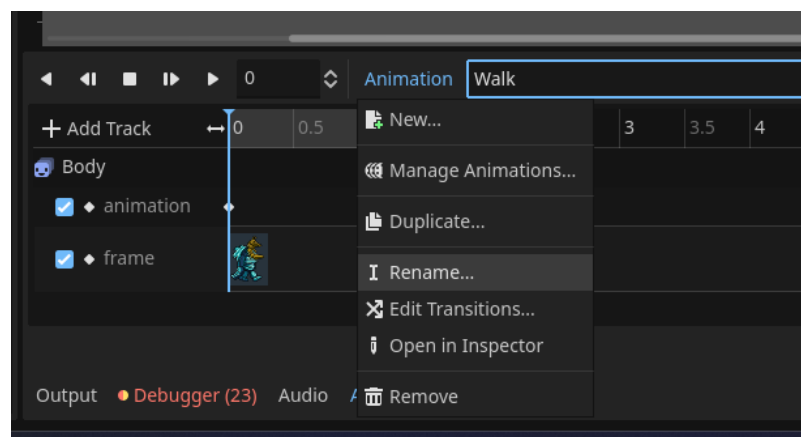 0 Animation Walk
Add Track 0 0.5 3 3.5 4
New...
Body
Manage Animations...
animation
Duplicate...
frame
Rename...
Edit Transitions...
Open in Inspector
Output Debugger (23) Audio
Remove